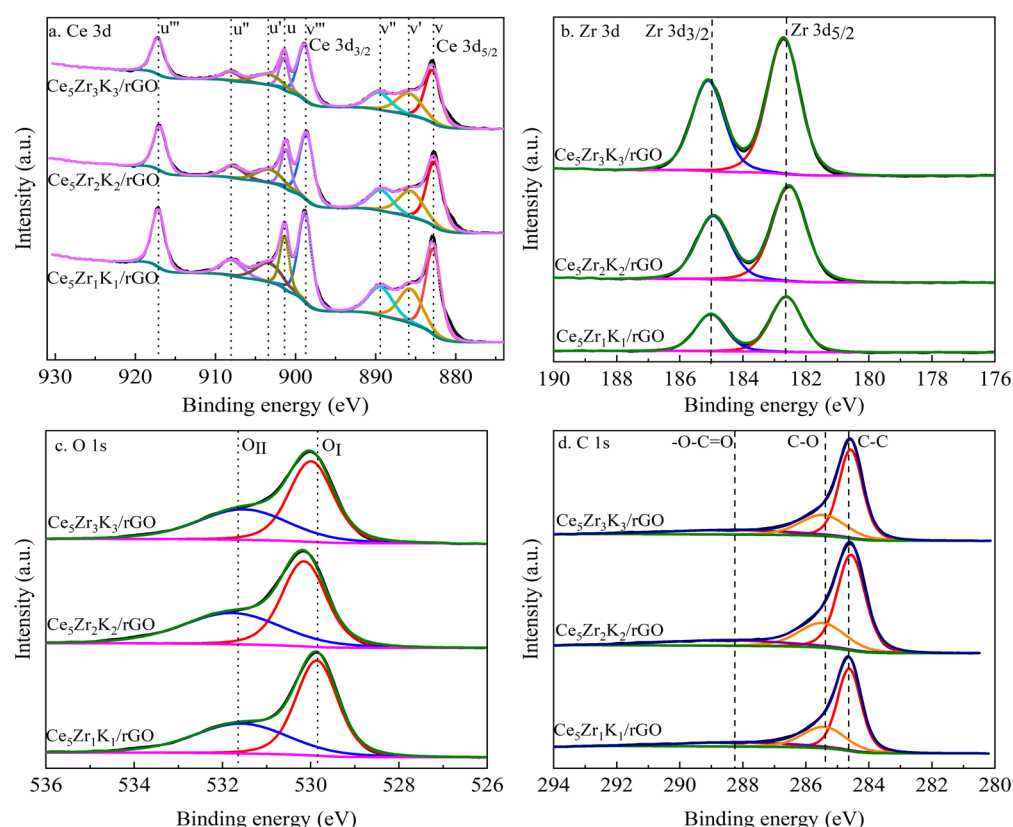 a. Ce 3d
u''' u'' u' u v''' v'' v' v
Ce 3d3/2
Ce 3d5/2
Ce5Zr3K3/rGO
Ce5Zr2K2/rGO
Ce5Zr1K1/rGO
Intensity (a.u.)
930 920 910 900 890 880
Binding energy (eV)
b. Zr 3d
Zr 3d3/2
Zr 3d5/2
Ce5Zr3K3/rGO
Ce5Zr2K2/rGO
Ce5Zr1K1/rGO
Intensity (a.u.)
190 188 186 184 182 180 178 176
Binding energy (eV)
c. O 1s
OII
OI
Ce5Zr3K3/rGO
Ce5Zr2K2/rGO
Ce5Zr1K1/rGO
Intensity (a.u.)
536 534 532 530 528 526
Binding energy (eV)
d. C 1s
-O-C=O
C-O
C-C
Ce5Zr3K3/rGO
Ce5Zr2K2/rGO
Ce5Zr1K1/rGO
Intensity (a.u.)
294 292 290 288 286 284 282 280
Binding energy (eV)